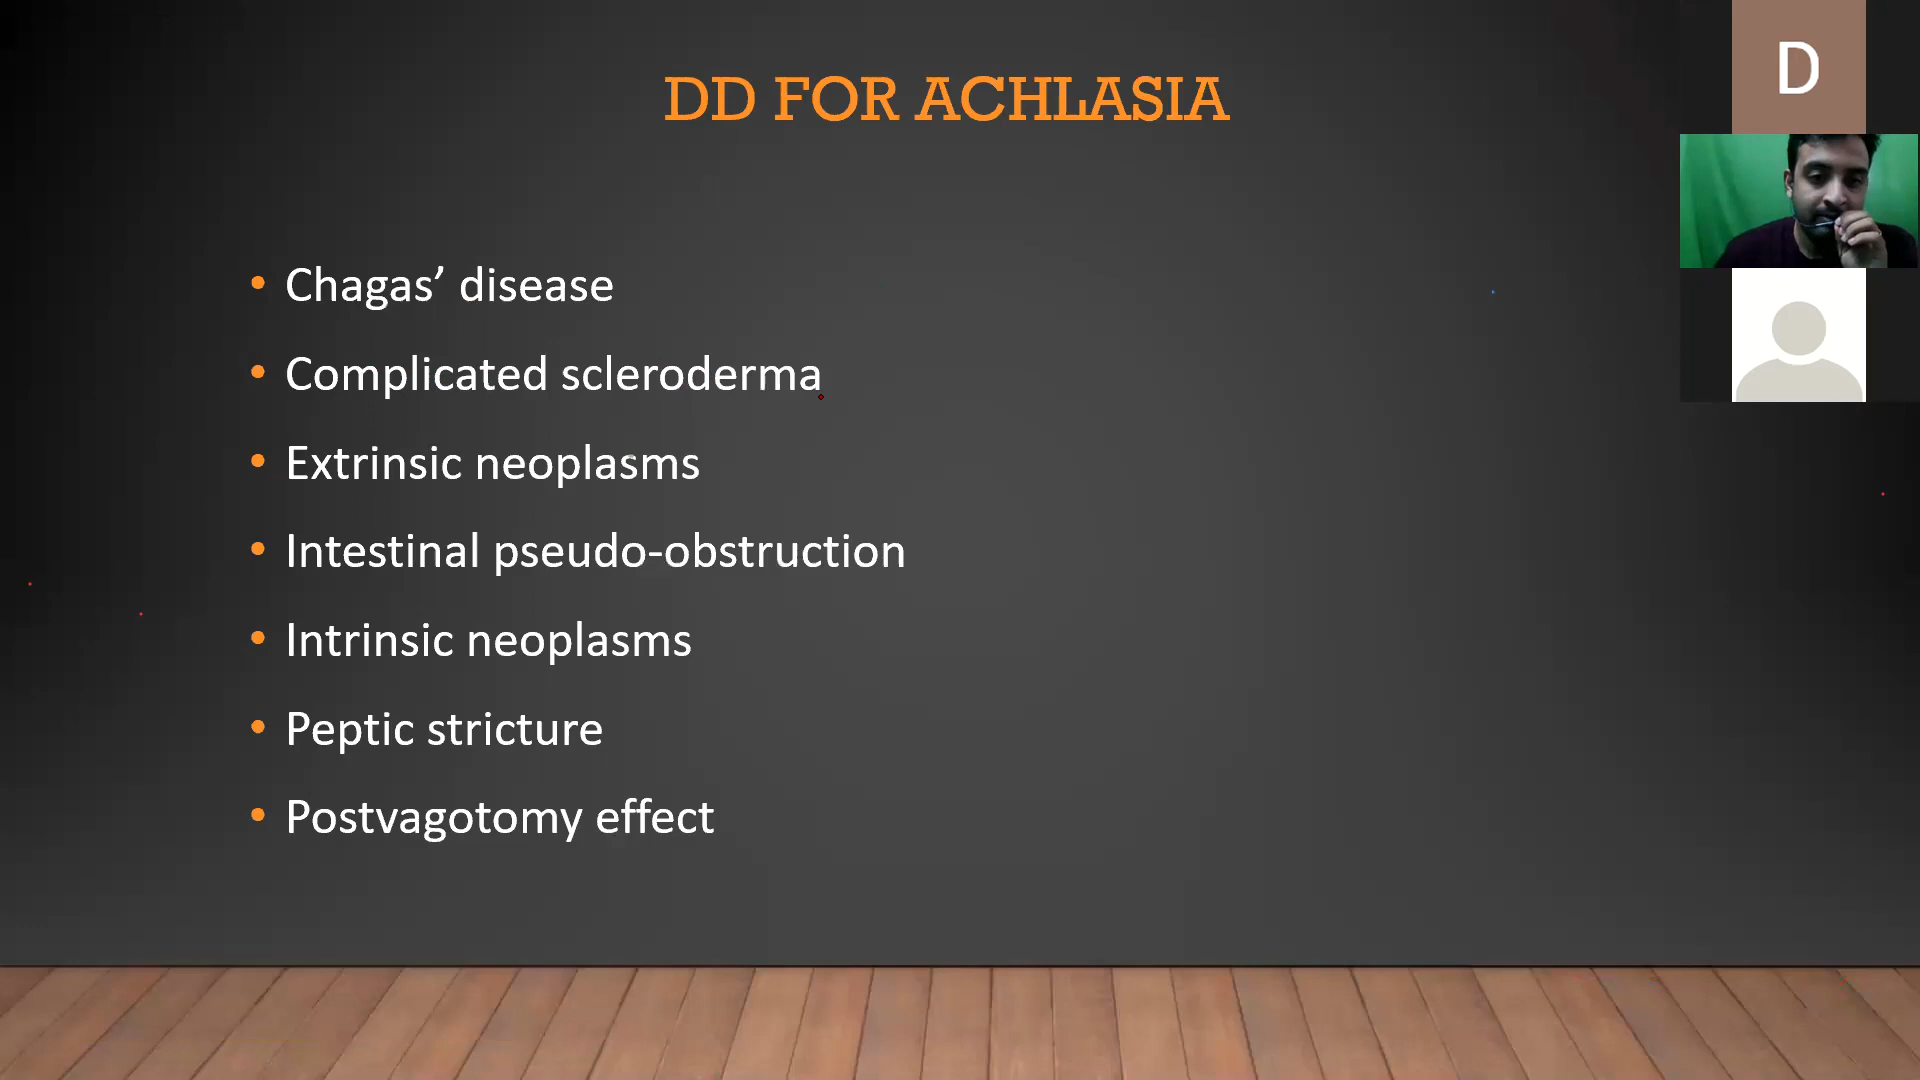 DD FOR ACHLASIA
D
• Chagas’ disease
• Complicated scleroderma
• Extrinsic neoplasms
• Intestinal pseudo-obstruction
• Intrinsic neoplasms
• Peptic stricture
• Postvagotomy effect